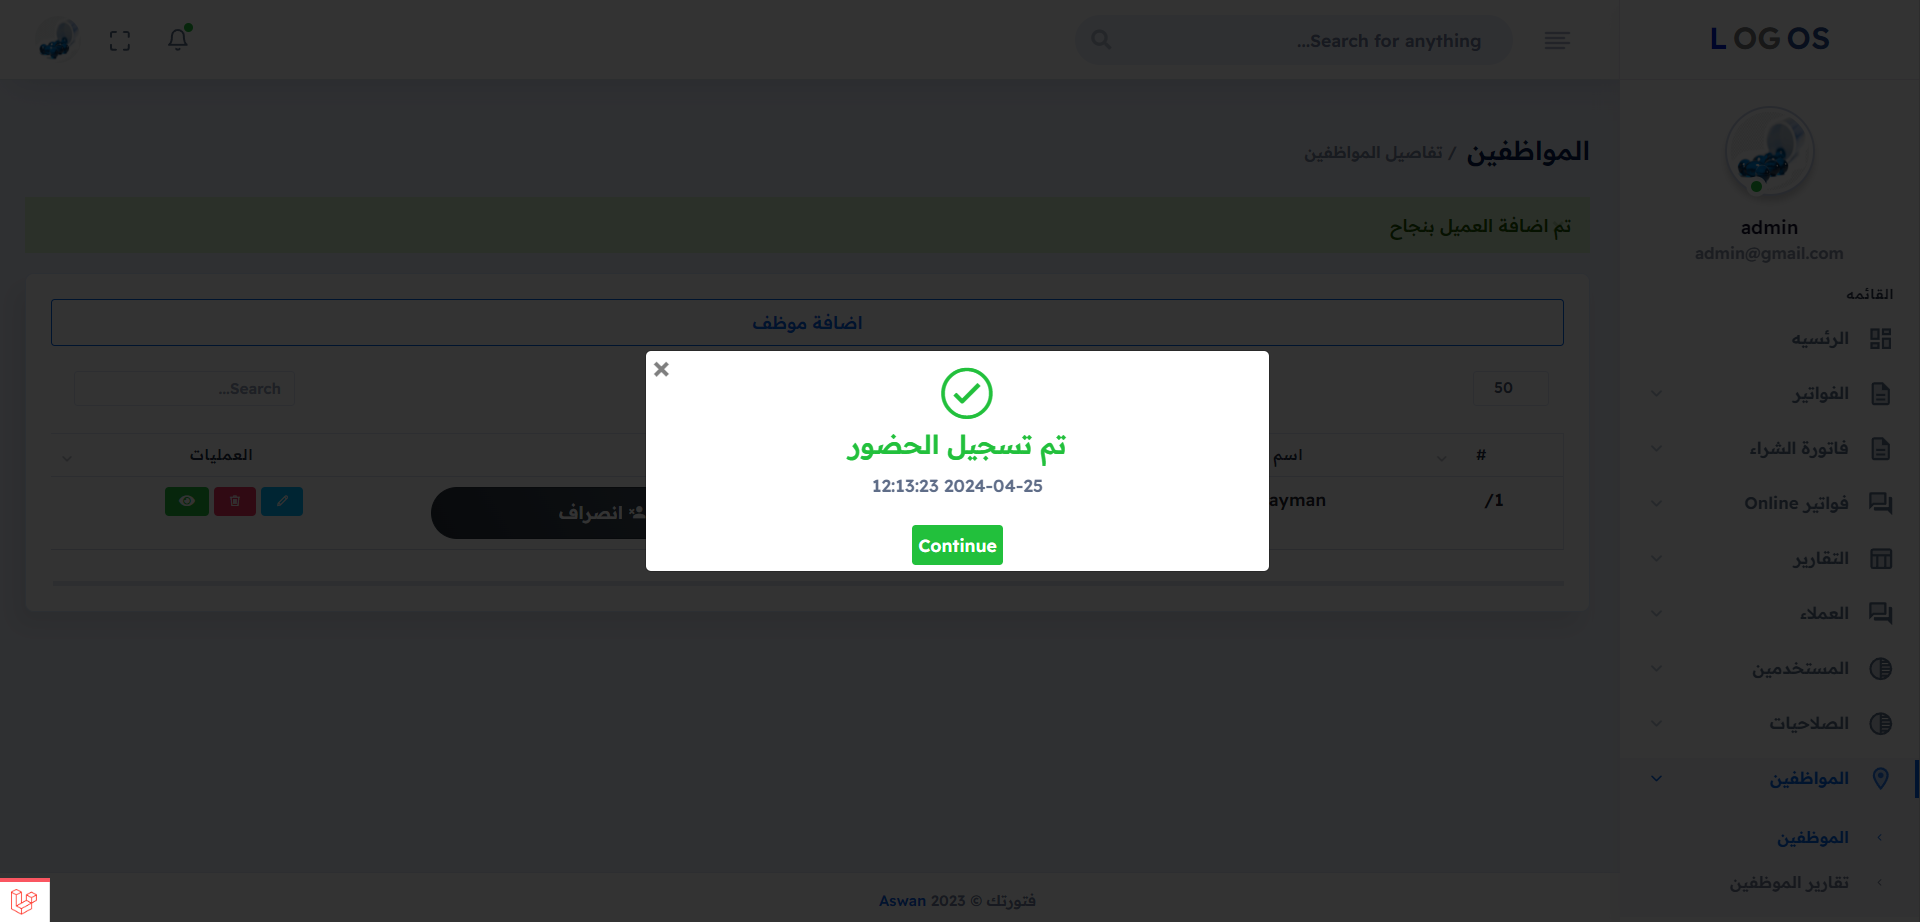 LOGOS
Search for anything...
admin
admin@gmail.com
القائمه
الرئسيه
الفواتير
فاتورة الشراء
فواتير Online
التقارير
العملاء
المستخدمين
الصلاحيات
المواظفين
الموظفين
تقارير الموظفين
المواظفين / تفاصيل المواظفين
تم اضافة العميل بنجاح
اضافة موظف
50
Search...
# اسم العمليات
1/ ayman انصراف
تم تسجيل الحضور
12:13:23 2024-04-25
Continue
فتورتك © 2023 Aswan